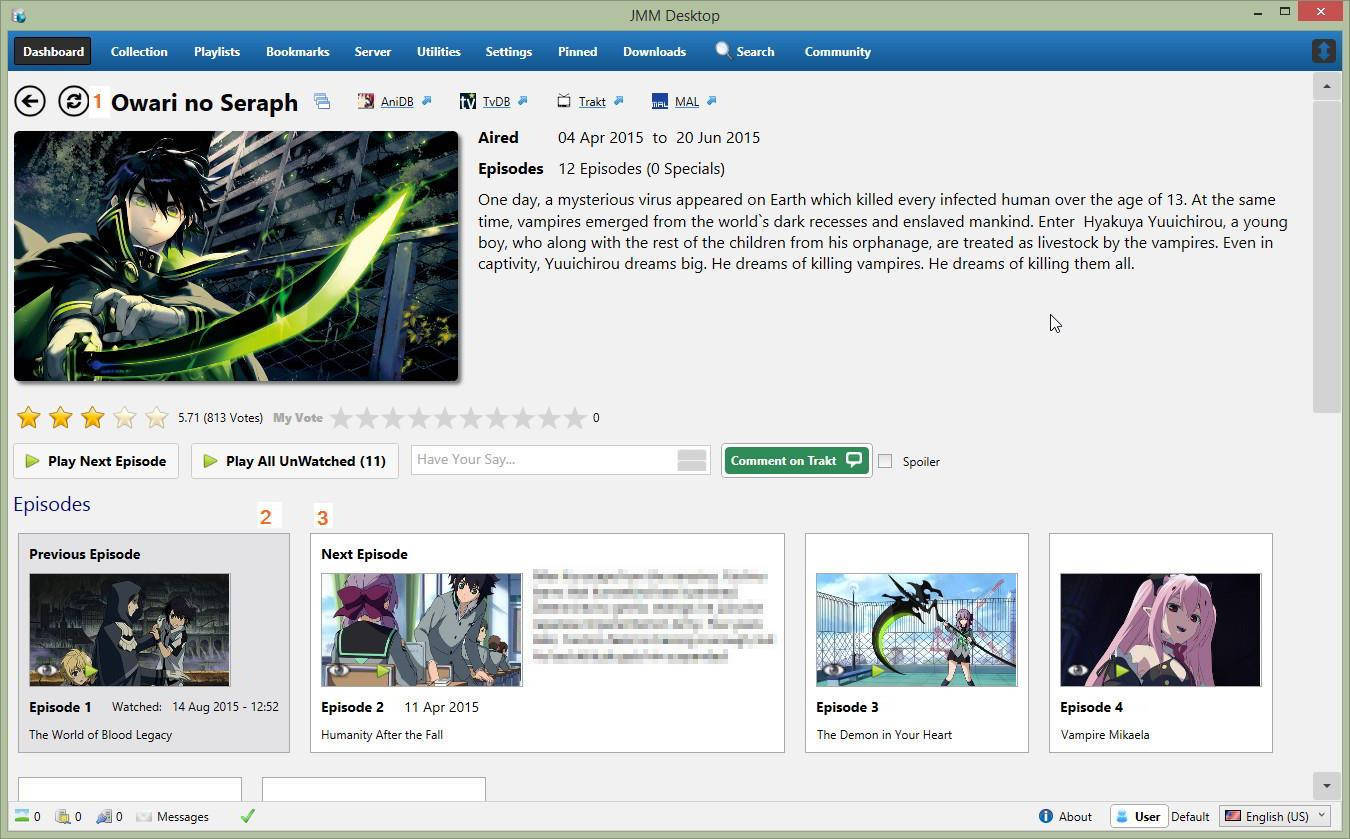 JMM Desktop
Dashboard Collection Playlists Bookmarks Server Utilities Settings Pinned Downloads Search Community
1 Owari no Seraph AniDB TvDB Trakt MAL MAL
Aired 04 Apr 2015 to 20 Jun 2015
Episodes 12 Episodes (0 Specials)
One day, a mysterious virus appeared on Earth which killed every infected human over the age of 13. At the same
time, vampires emerged from the world`s dark recesses and enslaved mankind. Enter Hyakuya Yuuichirou, a young
boy, who along with the rest of the children from his orphanage, are treated as livestock by the vampires. Even in
captivity, Yuuichirou dreams big. He dreams of killing vampires. He dreams of killing them all.
5.71 (813 Votes) My Vote 0
Play Next Episode Play All UnWatched (11) Have Your Say... Comment on Trakt Spoiler
Episodes
2 3
Previous Episode Next Episode
Episode 1 Watched: 14 Aug 2015 - 12:52 Episode 2 11 Apr 2015 Episode 3 Episode 4
The World of Blood Legacy Humanity After the Fall The Demon in Your Heart Vampire Mikaela
0 0 0 Messages About User Default English (US)